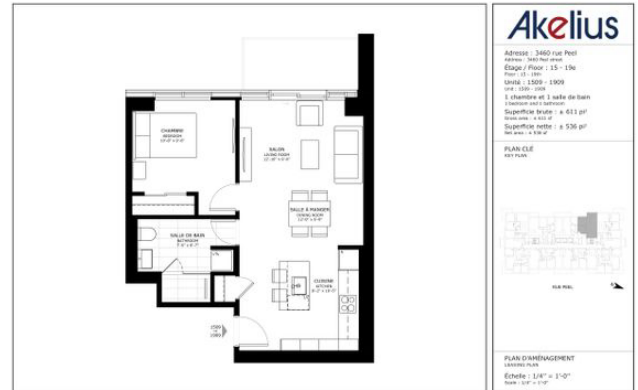 Akelius
Adresse : 3460 rue Peel
Address : 3460 Peel street
Étage / Floor : 15 - 19e
Floor : 15 - 19th
Unité : 1509 - 1909
Unit : 1509 - 1909
1 chambre et 1 salle de bain
1 bedroom and 1 bathroom
Superficie brute : ± 611 pi²
Gross area : ± 611 sf
Superficie nette : ± 536 pi²
Net area : ± 536 sf
PLAN CLÉ
KEY PLAN
RUE PEEL
PLAN D'AMÉNAGEMENT
LEASING PLAN
Échelle : 1/4" = 1'-0"
Scale : 1/4" = 1'-0"
CHAMBRE
BEDROOM
SALON
LIVING ROOM
SALLE À MANGER
DINING ROOM
SALLE DE BAIN
BATHROOM
CUISINE
KITCHEN
1509
1909